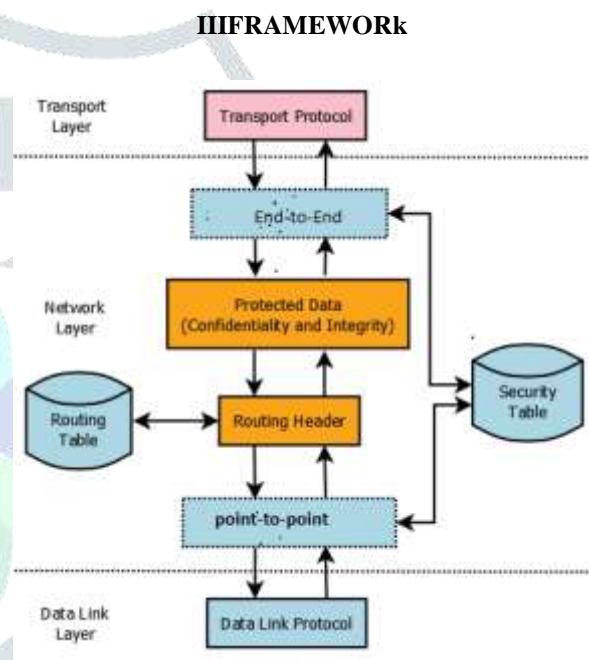 IIIFRAMEWORk
Transport
Layer
Transport Protocol
End-to-End
Network
Layer
Protected Data
(Confidentiality and Integrity)
Routing
Table
Routing Header
Security
Table
point-to-point
Data Link
Layer
Data Link Protocol